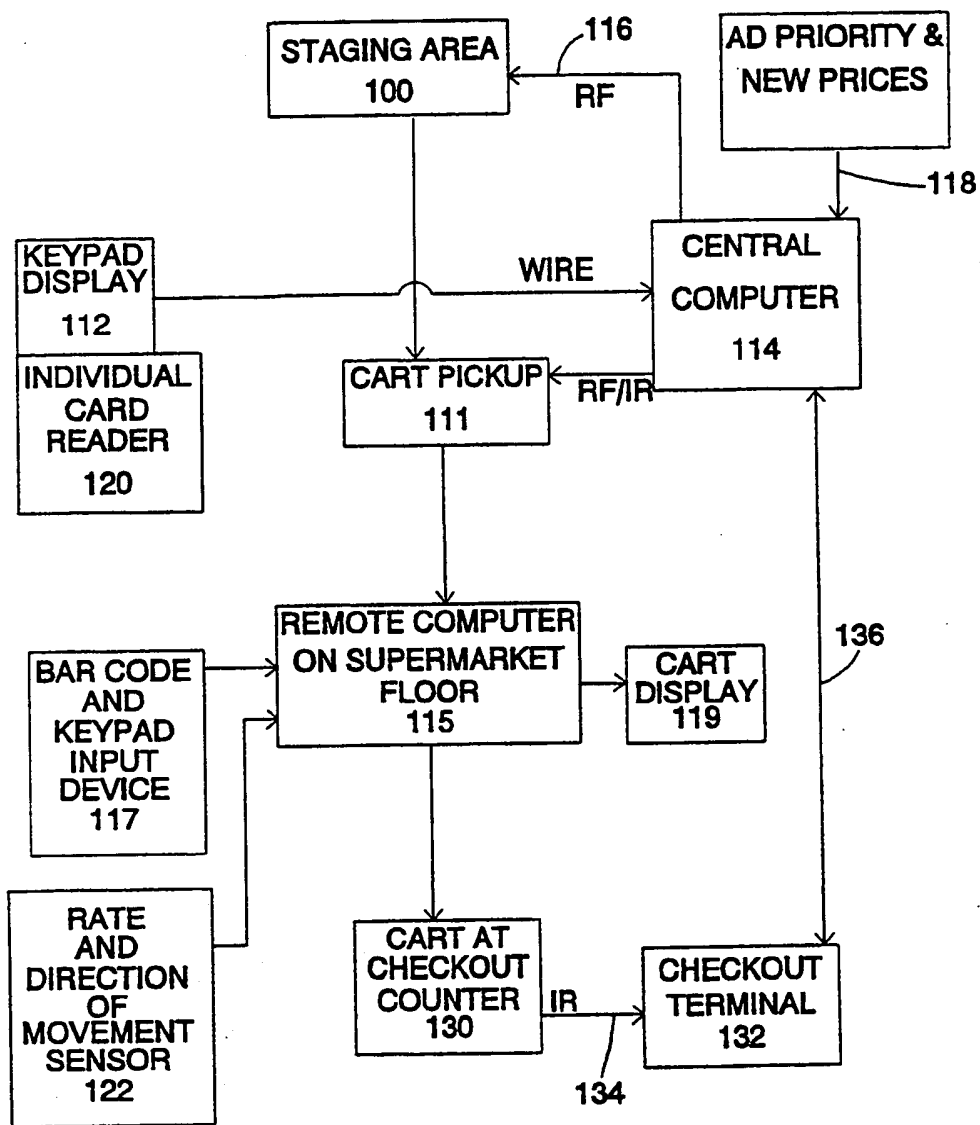 STAGING AREA
100
116
RF
AD PRIORITY &
NEW PRICES
118
KEYPAD
DISPLAY
112
WIRE
CENTRAL
COMPUTER
114
INDIVIDUAL
CARD
READER
120
CART PICKUP
111
RF/IR
REMOTE COMPUTER
ON SUPERMARKET
FLOOR
115
CART
DISPLAY
119
136
BAR CODE
AND
KEYPAD
INPUT
DEVICE
117
RATE
AND
DIRECTION
OF
MOVEMENT
SENSOR
122
CART AT
CHECKOUT
COUNTER
130
IR
134
CHECKOUT
TERMINAL
132